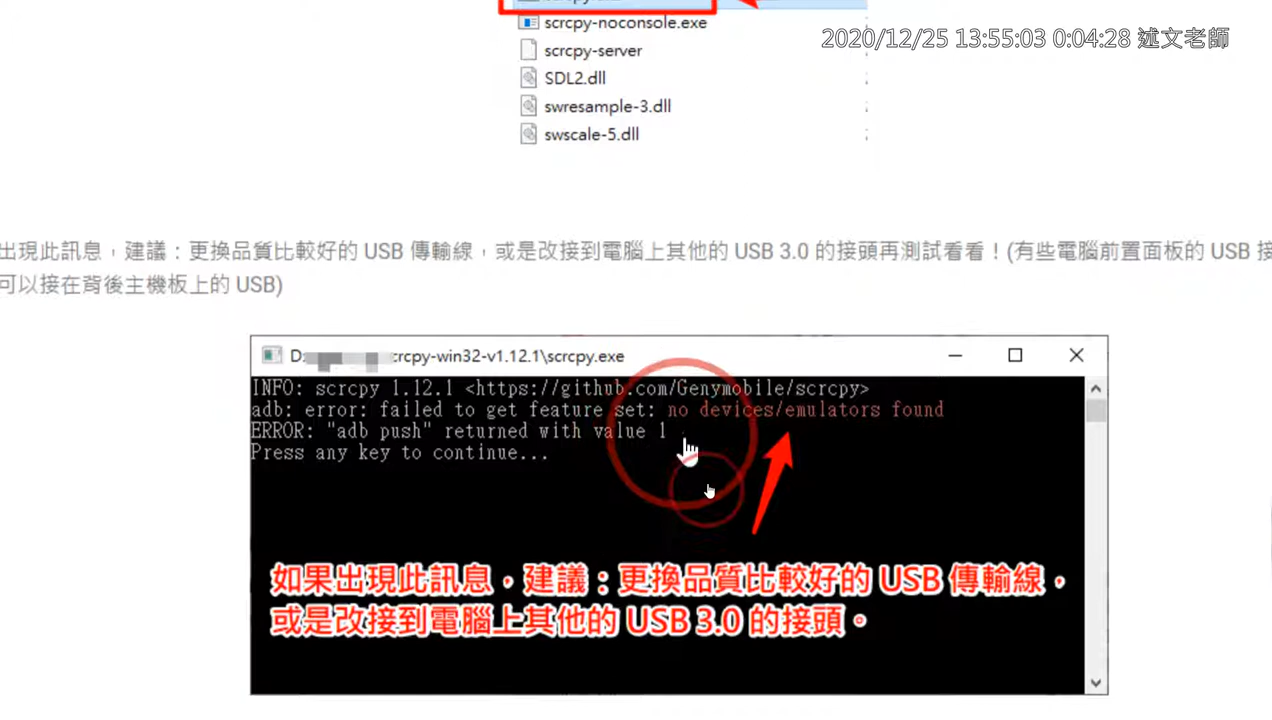 scrcpy-noconsole.exe
2020/12/25 13:55:03 0:04:28 述文老師
scrcpy-server
SDL2.dll
swresample-3.dll
swscale-5.dll
出現此訊息，建議：更換品質比較好的 USB 傳輸線，或是改接到電腦上其他的 USB 3.0 的接頭再測試看看！(有些電腦前置面板的 USB 接
可以接在背後主機板上的 USB)
D: crcpy-win32-v1.12.1\scrcpy.exe
INFO: scrcpy 1.12.1 <https://github.com/Genymobile/scrcpy>
adb: error: failed to get feature set: no devices/emulators found
ERROR: "adb push" returned with value 1
Press any key to continue...
如果出現此訊息，建議：更換品質比較好的 USB 傳輸線，
或是改接到電腦上其他的 USB 3.0 的接頭。